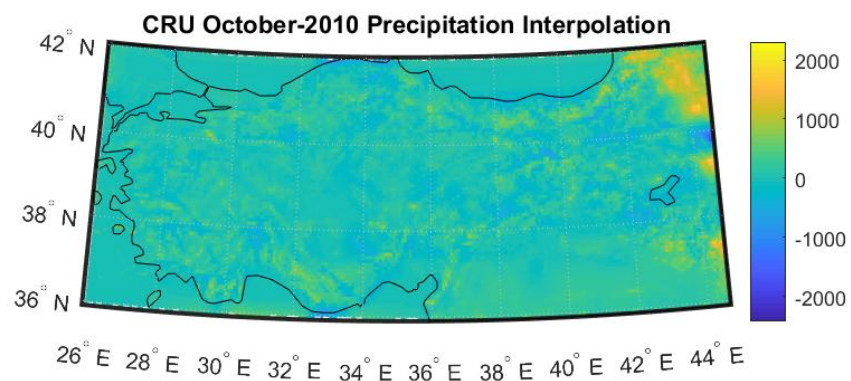 CRU October-2010 Precipitation Interpolation
42° N
40° N
38° N
36° N
26° E
28° E
30° E
32° E
34° E
36° E
38° E
40° E
42° E
44° E
2000
1000
0
-1000
-2000